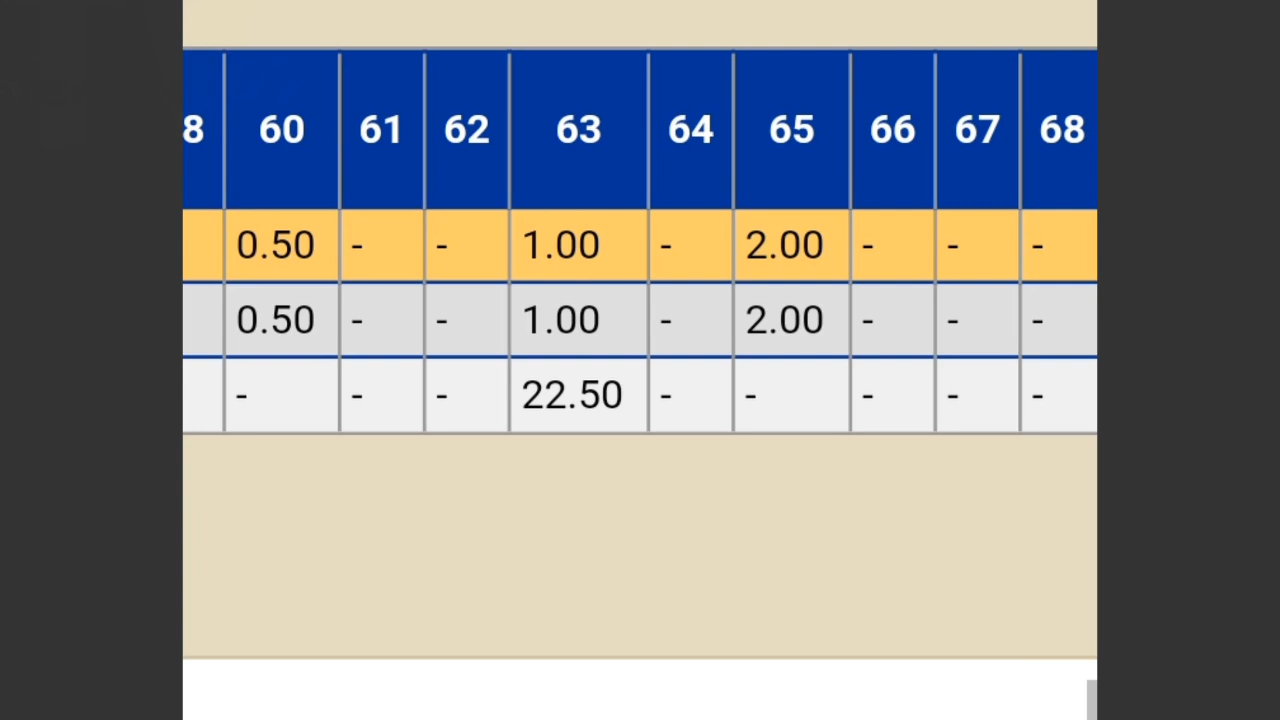 8 60 61 62 63 64 65 66 67 68
0.50 - - 1.00 - 2.00 - - -
0.50 - - 1.00 - 2.00 - - -
- - - 22.50 - - - - -